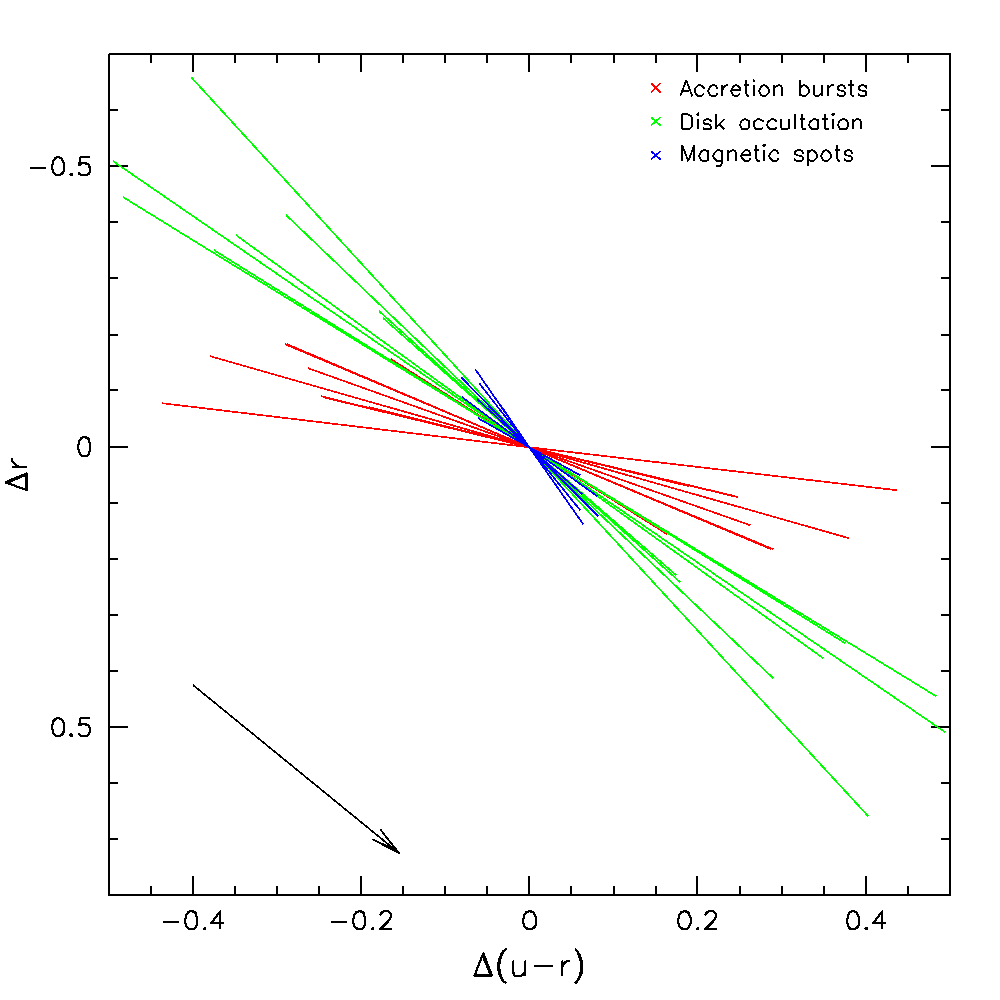 × Accretion bursts
× Disk occultation
× Magnetic spots
−0.5
0
0.5
Δr
−0.4 −0.2 0 0.2 0.4
Δ(u−r)